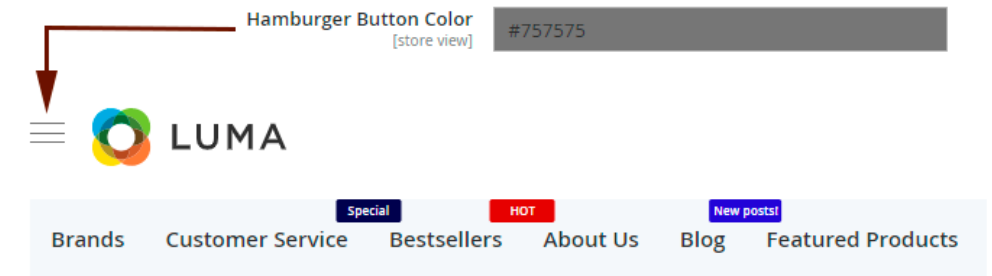 Hamburger Button Color
[store view]
#757575
LUMA
Special HOT New posts!
Brands Customer Service Bestsellers About Us Blog Featured Products